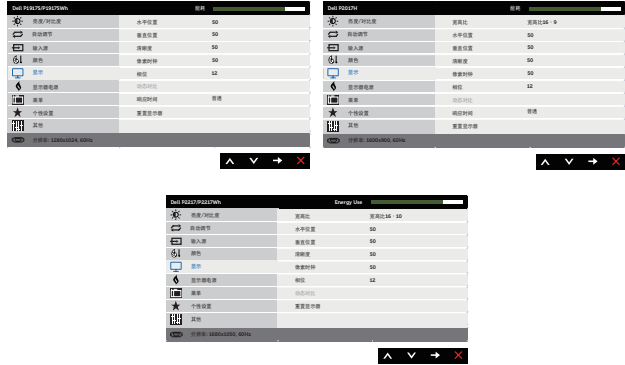 Dell P1917S/P1917SWh 能耗
亮度/对比度 水平位置 50
自动调节 垂直位置 50
输入源 清晰度 50
颜色 像素时钟 50
显示 相位 12
显示器电源 动态对比
菜单 响应时间 普通
个性设置 重置显示器
其他
分辨率: 1280x1024, 60Hz
Dell P2017H 能耗
亮度/对比度 宽高比 宽高比16 : 9
自动调节 水平位置 50
输入源 垂直位置 50
颜色 清晰度 50
显示 像素时钟 50
显示器电源 相位 12
菜单 动态对比
个性设置 响应时间 普通
其他 重置显示器
分辨率: 1600x900, 60Hz
Dell P2217/P2217Wh Energy Use
亮度/对比度 宽高比 宽高比16 : 10
自动调节 水平位置 50
输入源 垂直位置 50
颜色 清晰度 50
显示 像素时钟 50
显示器电源 相位 12
菜单 动态对比
个性设置 重置显示器
其他
分辨率: 1680x1050, 60Hz